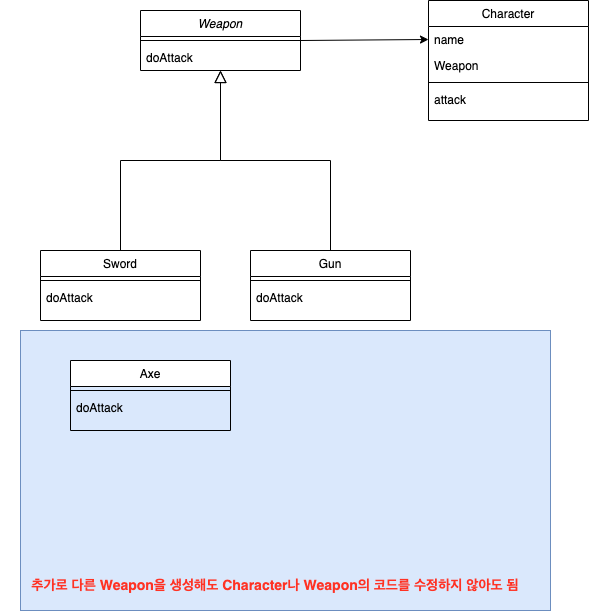 Weapon
doAttack
Character
name
Weapon
attack
Sword
doAttack
Gun
doAttack
Axe
doAttack
추가로 다른 Weapon을 생성해도 Character나 Weapon의 코드를 수정하지 않아도 됨